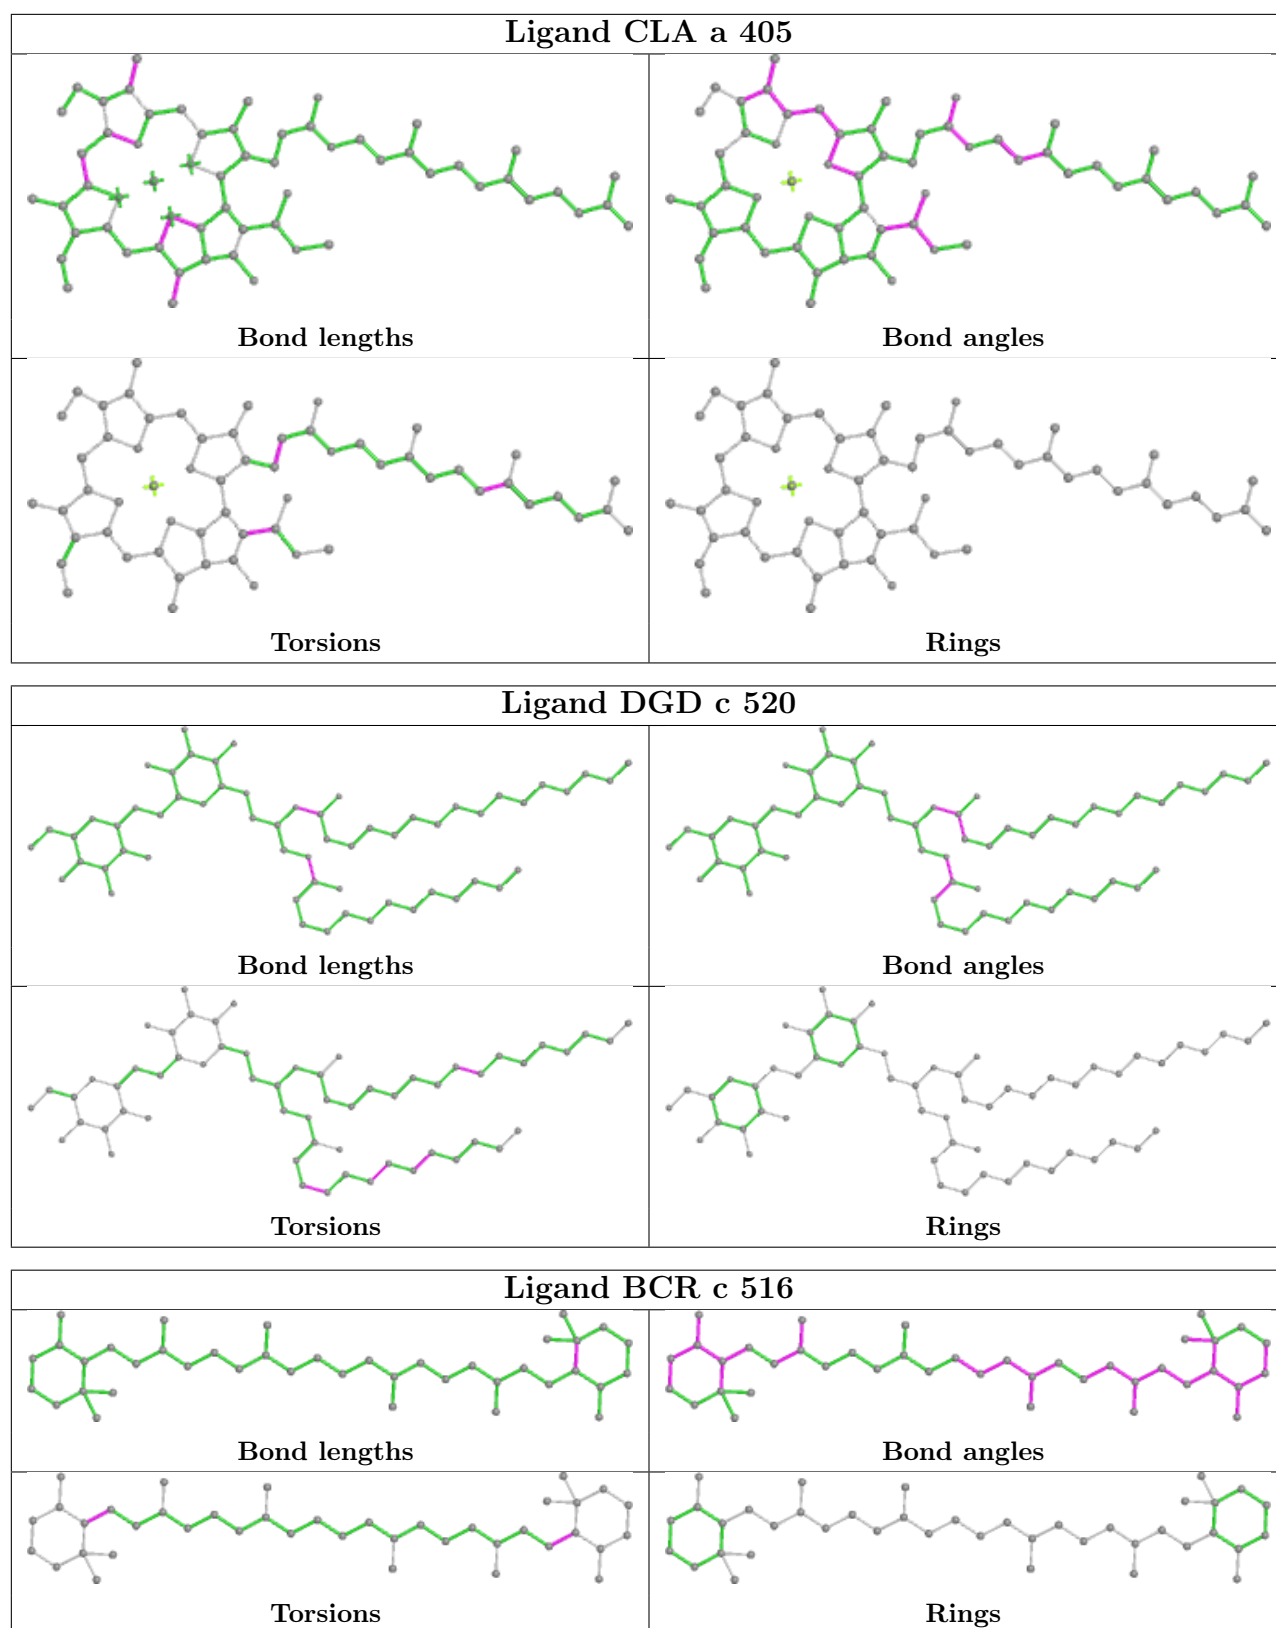 Ligand CLA a 405
Bond lengths
Bond angles
Torsions
Rings
Ligand DGD c 520
Bond lengths
Bond angles
Torsions
Rings
Ligand BCR c 516
Bond lengths
Bond angles
Torsions
Rings